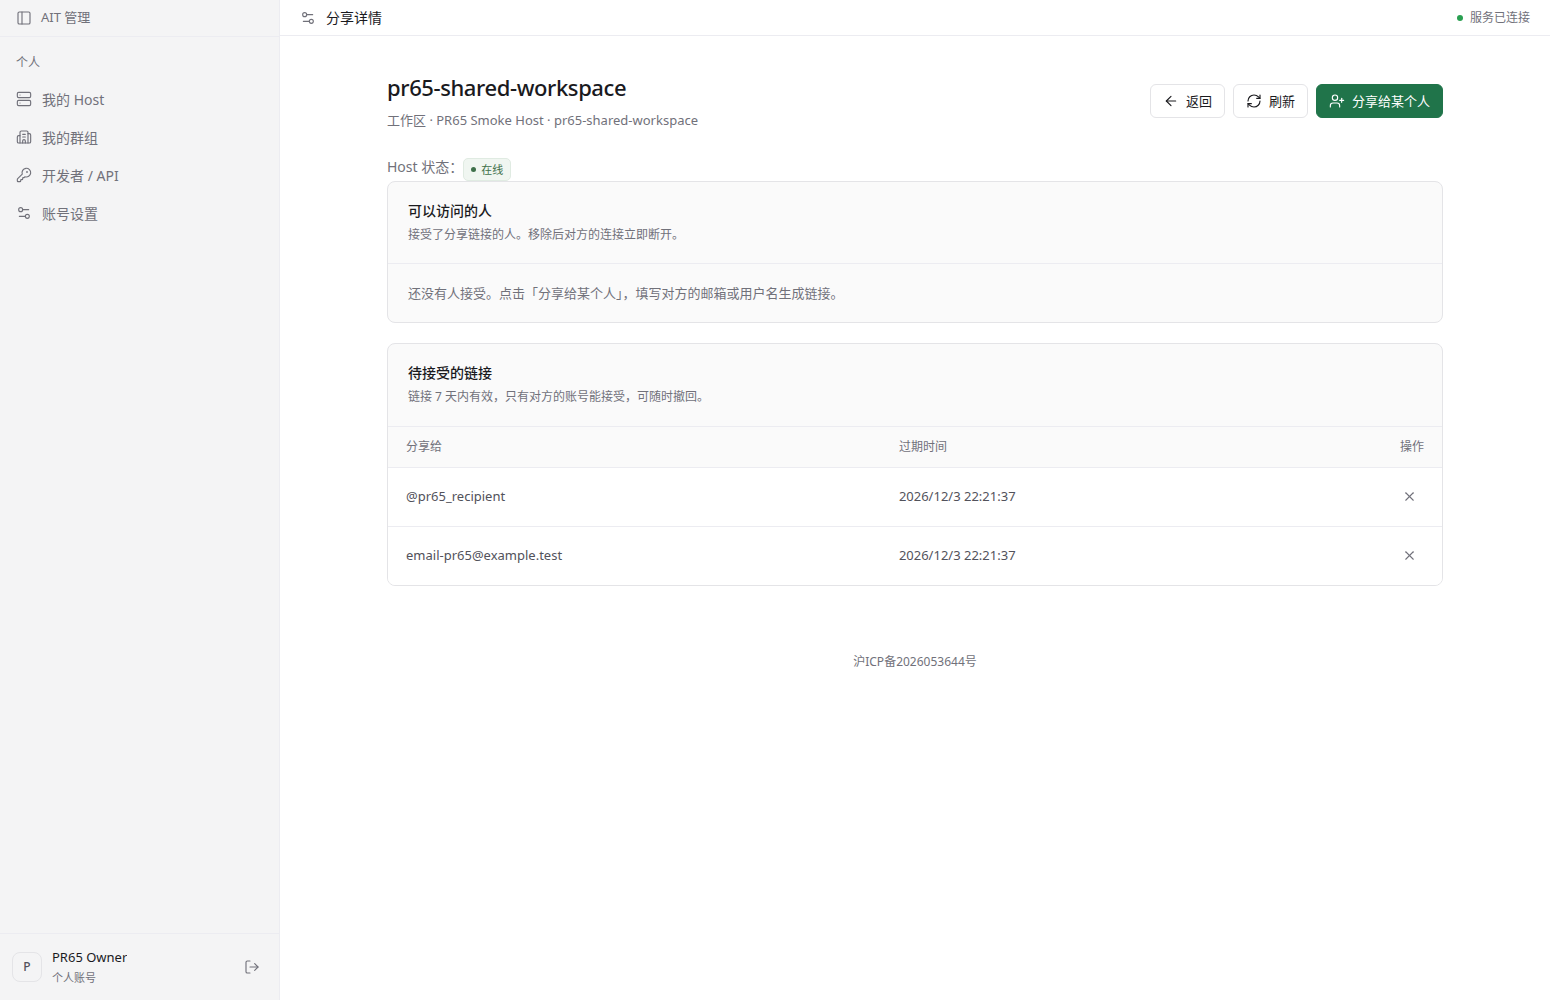 AIT 管理
个人
我的 Host
我的群组
开发者 / API
账号设置
PR65 Owner
个人账号
P
分享详情
服务已连接
pr65-shared-workspace
工作区 · PR65 Smoke Host · pr65-shared-workspace
返回
刷新
分享给某个人
Host 状态：
在线
可以访问的人
接受了分享链接的人。移除后对方的连接立即断开。
还没有人接受。点击「分享给某个人」，填写对方的邮箱或用户名生成链接。
待接受的链接
链接 7 天内有效，只有对方的账号能接受，可随时撤回。
分享给 过期时间 操作
@pr65_recipient 2026/12/3 22:21:37
email-pr65@example.test 2026/12/3 22:21:37
沪ICP备2026053644号